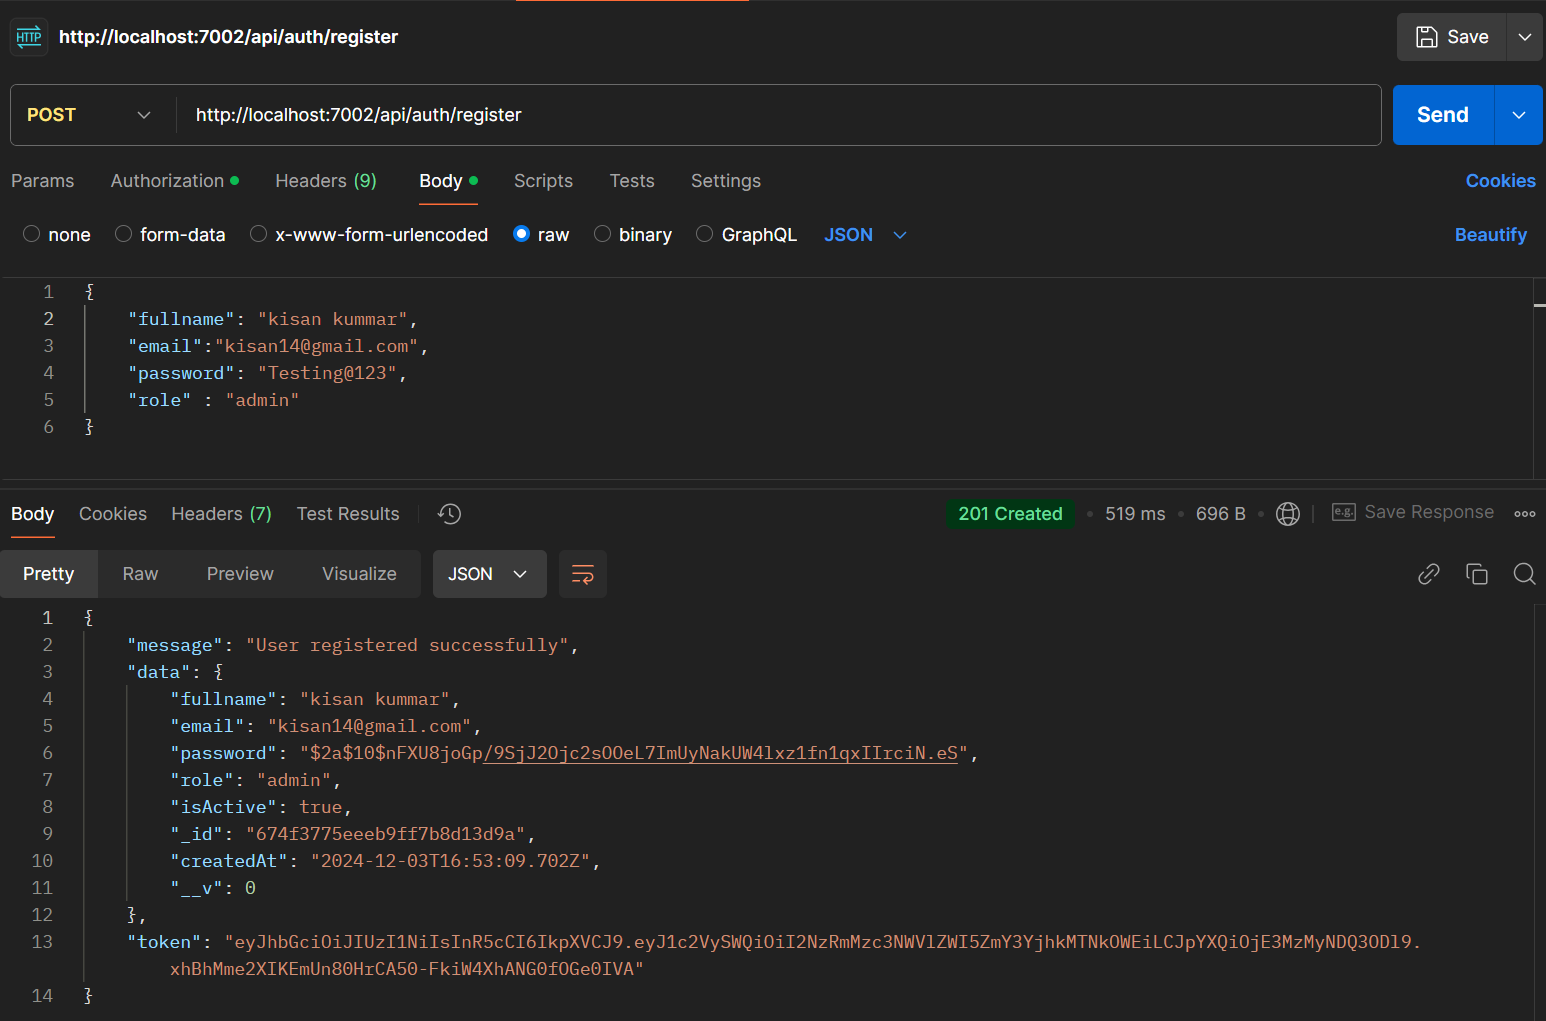 HTTP http://localhost:7002/api/auth/register Save
POST http://localhost:7002/api/auth/register Send
Params Authorization Headers (9) Body Scripts Tests Settings Cookies
none form-data x-www-form-urlencoded raw binary GraphQL JSON Beautify
1 {
2 "fullname": "kisan kummar",
3 "email":"kisan14@gmail.com",
4 "password": "Testing@123",
5 "role" : "admin"
6 }
Body Cookies Headers (7) Test Results 201 Created 519 ms 696 B e.g. Save Response
Pretty Raw Preview Visualize JSON
1 {
2 "message": "User registered successfully",
3 "data": {
4 "fullname": "kisan kummar",
5 "email": "kisan14@gmail.com",
6 "password": "$2a$10$nFXU8joGp/9SjJ2Ojc2sOOeL7ImUyNakUW4lxz1fn1qxIIrciN.eS",
7 "role": "admin",
8 "isActive": true,
9 "_id": "674f3775eeeb9ff7b8d13d9a",
10 "createdAt": "2024-12-03T16:53:09.702Z",
11 "__v": 0
12 },
13 "token": "eyJhbGciOiJIUzI1NiIsInR5cCI6IkpXVCJ9.eyJ1c2VySWQiOiI2NzRmMzc3NWVlZWI5ZmY3YjhkMTNkOWEiLCJpYXQiOjE3MzMyNDQ3ODl9.
xhBhMme2XIKEmUn80HrCA50-FkiW4XhANG0fOGe0IVA"
14 }